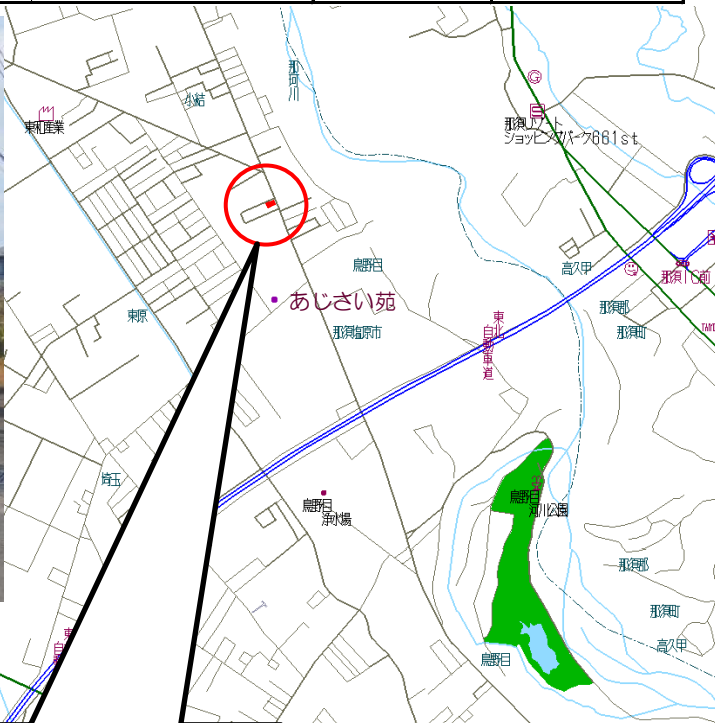 那珂川
小結
東和産業
那須リゾート
ショッピングパーク661st
鳥野目
高久甲
那須IC前
あじさい苑
那須郡
東原
東北
自動車道
那須塩原市
那須町
埼玉
鳥野目
浄水場
鳥野目
河川公園
那須郡
那須町
東
自
高久甲
鳥野目